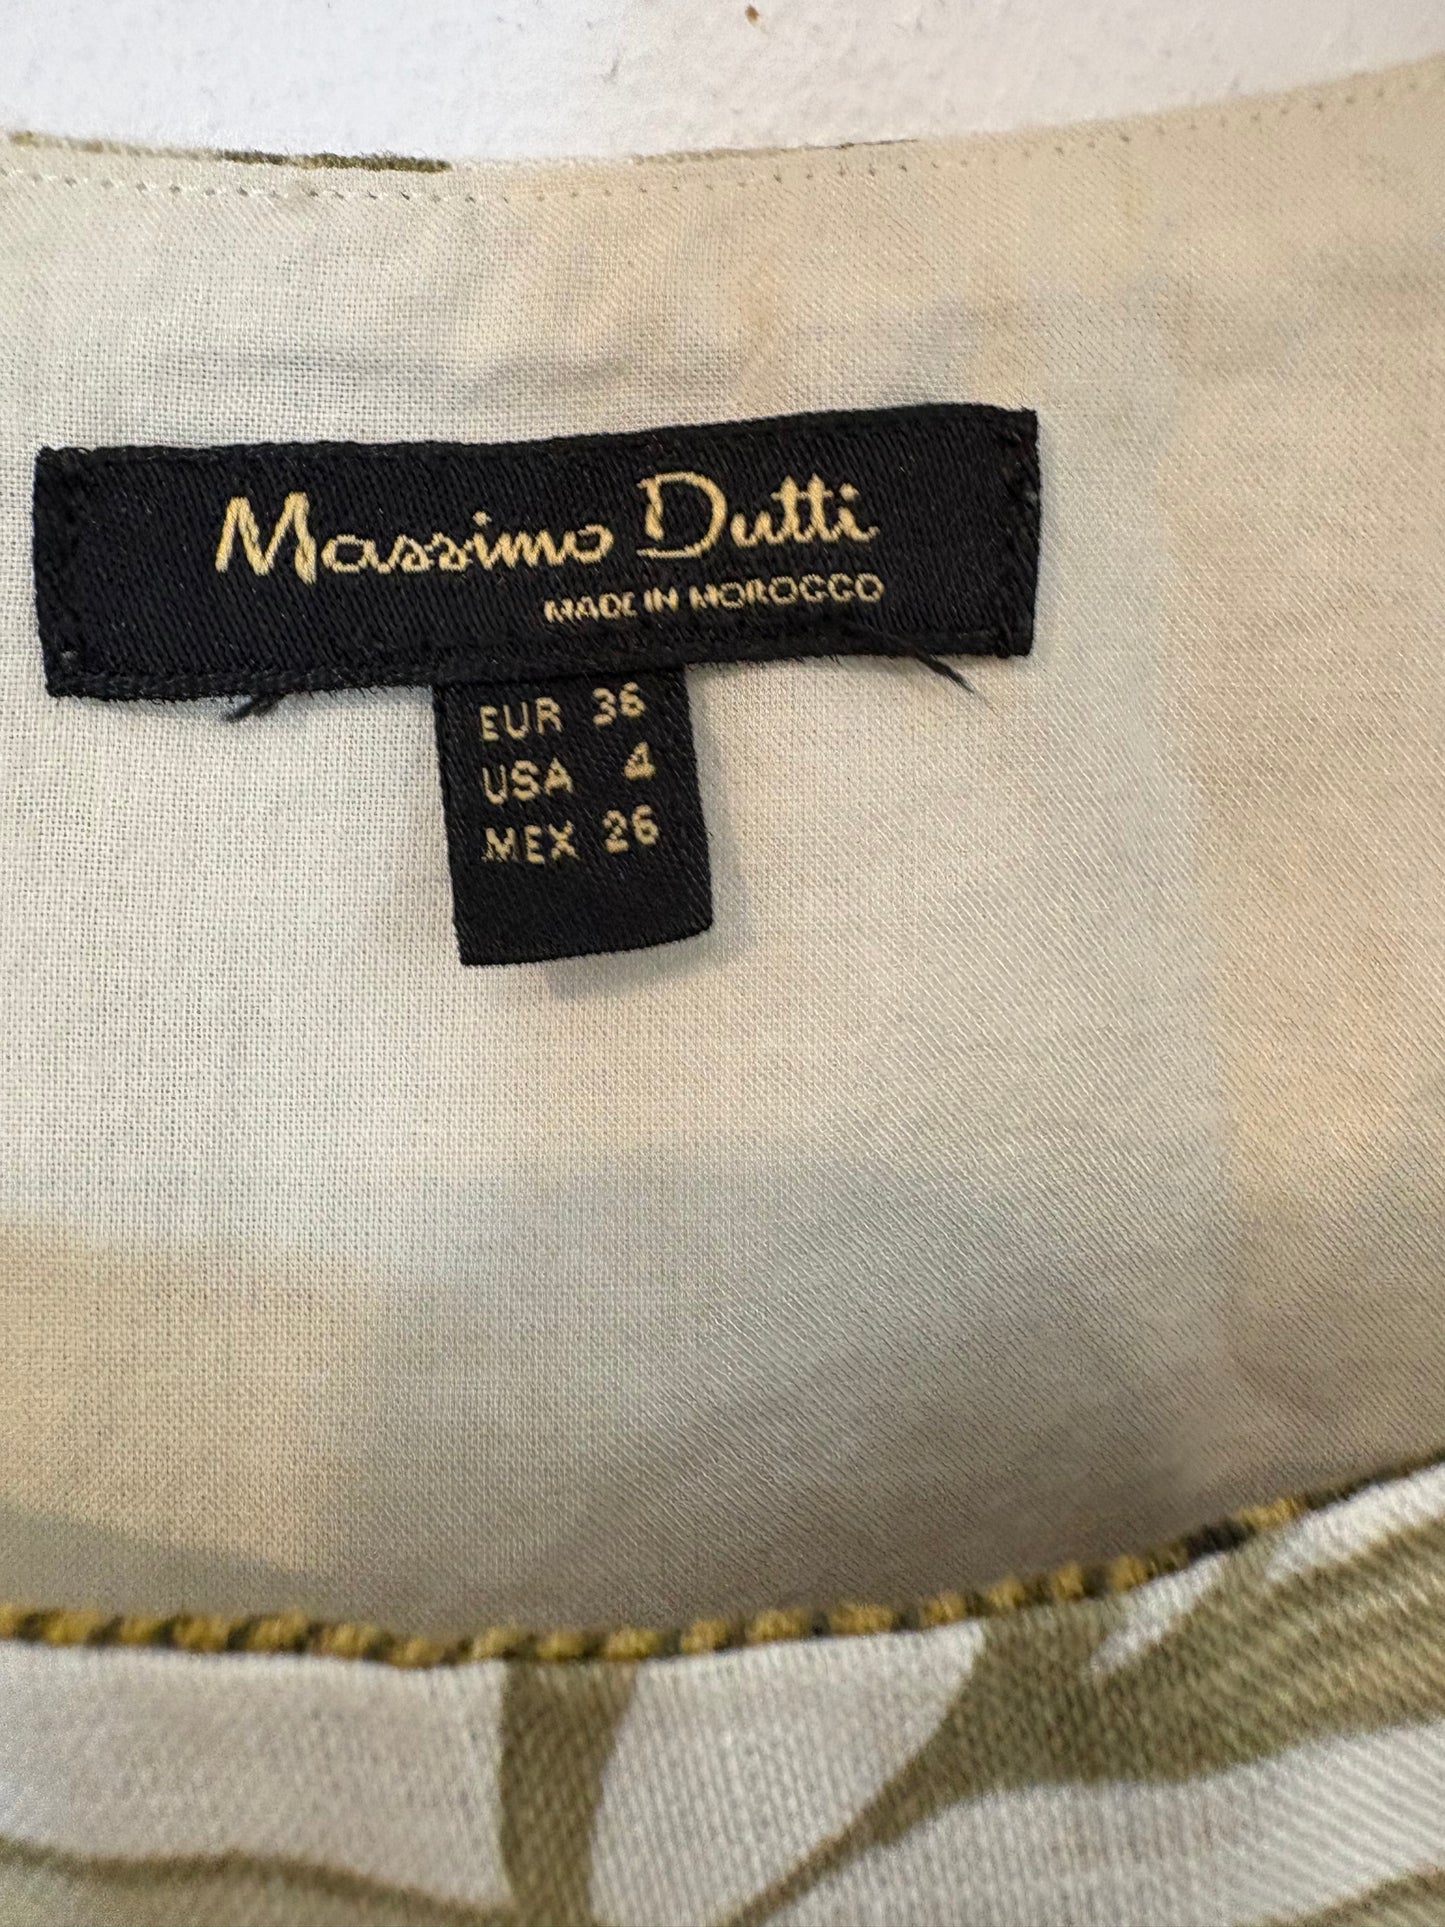 Massimo Dutti
MADE IN MOROCCO
EUR 36
USA 4
MEX 26